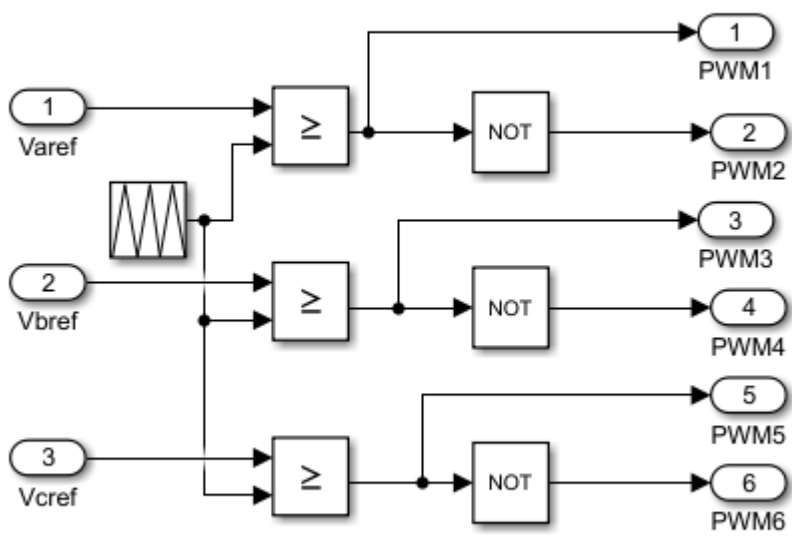 1
PWM1
1
Varef
≥
NOT
2
PWM2
3
PWM3
2
Vbref
≥
NOT
4
PWM4
5
PWM5
3
Vcref
≥
NOT
6
PWM6